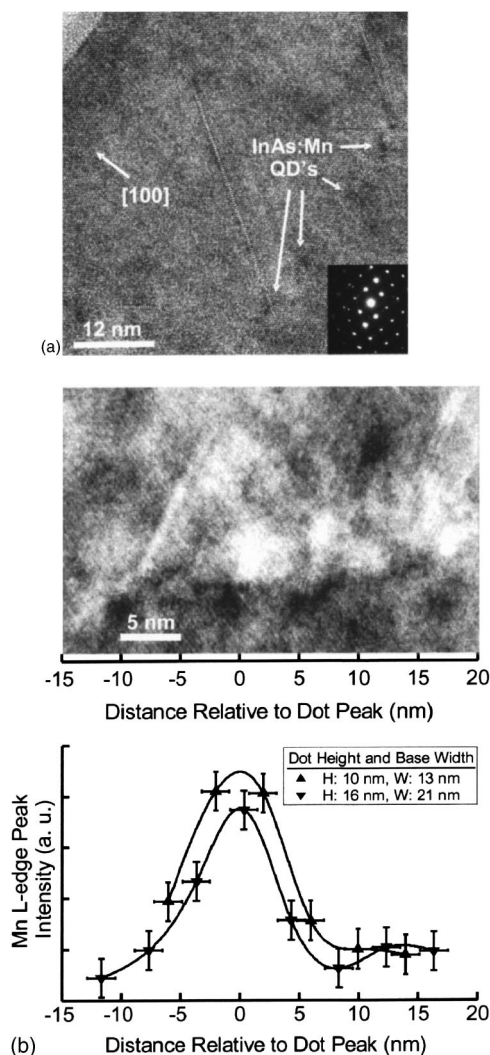 InAs:Mn
QD's
[100]
12 nm
(a)
5 nm
-15 -10 -5 0 5 10 15 20
Distance Relative to Dot Peak (nm)
Mn L-edge Peak
Intensity (a. u.)
Dot Height and Base Width
▲ H: 10 nm, W: 13 nm
▼ H: 16 nm, W: 21 nm
-15 -10 -5 0 5 10 15 20
(b)
Distance Relative to Dot Peak (nm)